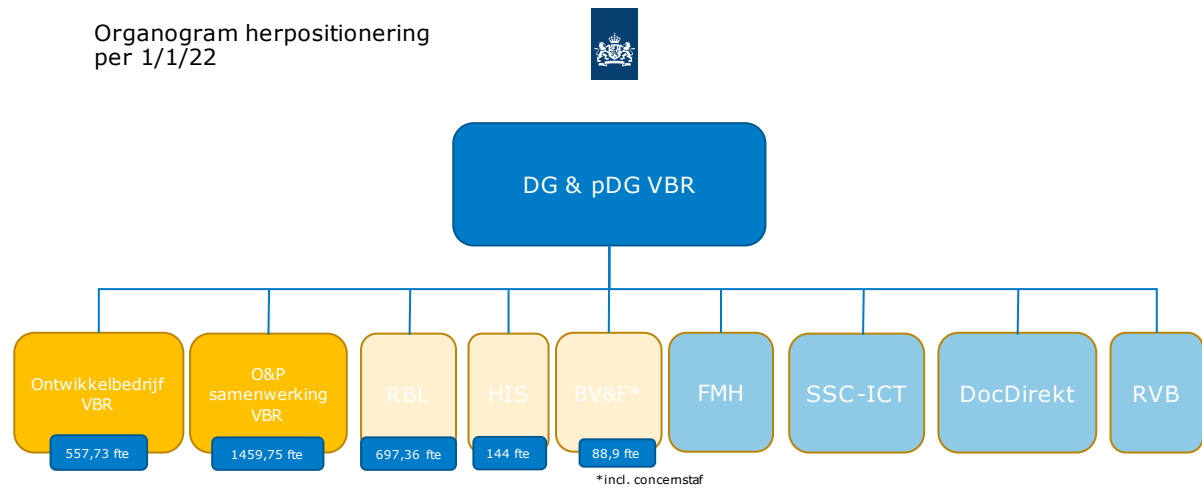 Organogram herpositionering
per 1/1/22
DG & pDG VBR
Ontwikkelbedrijf
VBR
557,73 fte
O&P
samenwerking
VBR
1459,75 fte
RBL
697,36 fte
HIS
144 fte
BV&F*
88,9 fte
FMH
SSC-ICT
DocDirekt
RVB
*incl. concernstaf